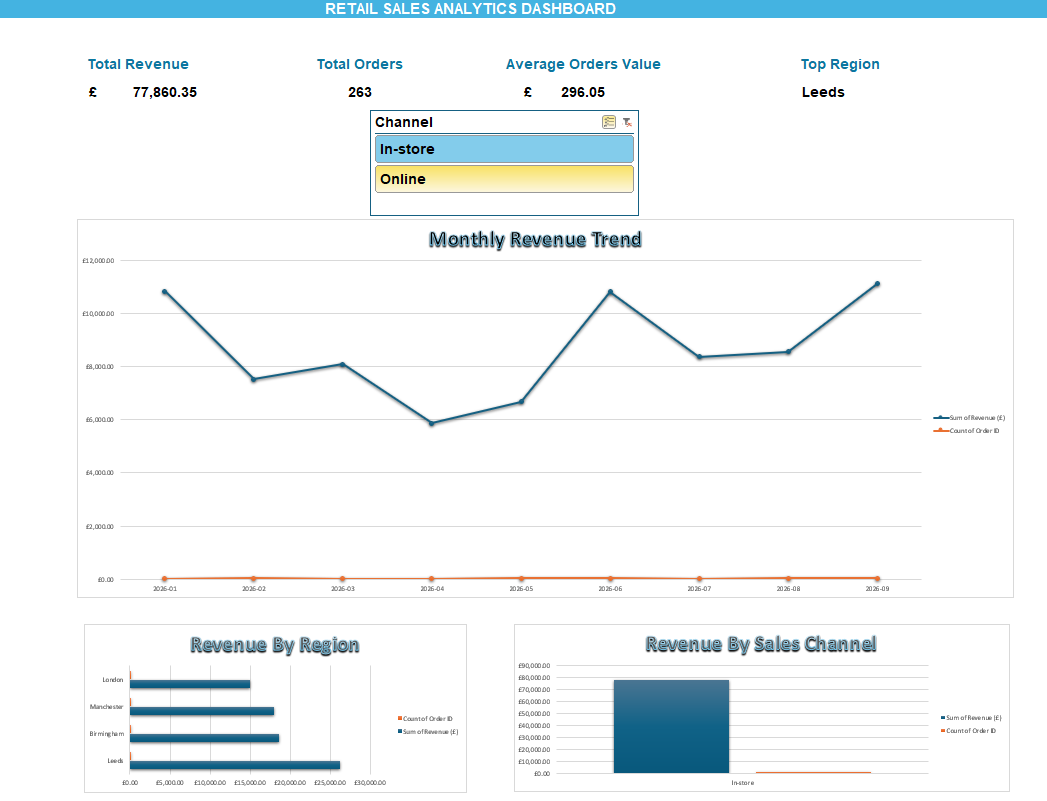 RETAIL SALES ANALYTICS DASHBOARD
Total Revenue Total Orders Average Orders Value Top Region
£ 77,860.35 263 £ 296.05 Leeds
Channel
In-store
Online
Monthly Revenue Trend
£12,000.00
£10,000.00
£8,000.00
£6,000.00
£4,000.00
£2,000.00
£0.00
2026-01 2026-02 2026-03 2026-04 2026-05 2026-06 2026-07 2026-08 2026-09
Sum of Revenue (£)
Count of Order ID
Revenue By Region
London
Manchester
Birmingham
Leeds
£0.00 £5,000.00 £10,000.00 £15,000.00 £20,000.00 £25,000.00 £30,000.00
Count of Order ID
Sum of Revenue (£)
Revenue By Sales Channel
£90,000.00
£80,000.00
£70,000.00
£60,000.00
£50,000.00
£40,000.00
£30,000.00
£20,000.00
£10,000.00
£0.00
In-store
Sum of Revenue (£)
Count of Order ID